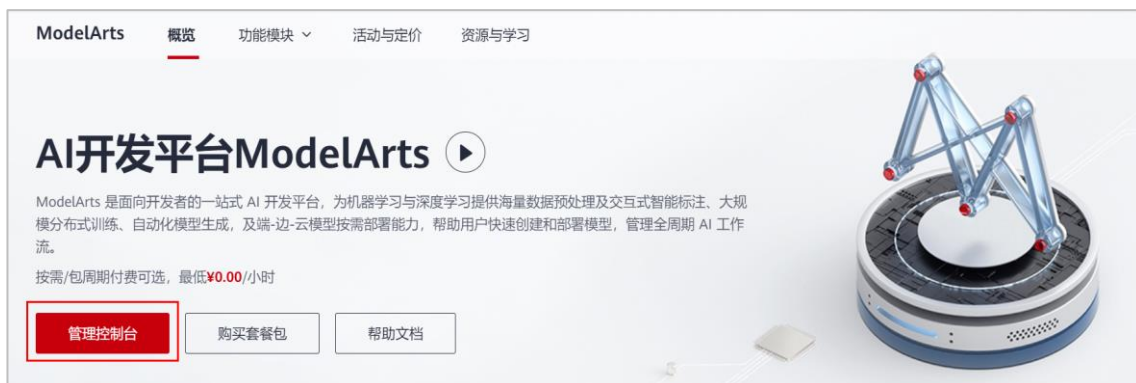 ModelArts 概览 功能模块 活动与定价 资源与学习
AI开发平台ModelArts
ModelArts 是面向开发者的一站式 AI 开发平台，为机器学习与深度学习提供海量数据预处理及交互式智能标注、大规
模分布式训练、自动化模型生成，及端-边-云模型按需部署能力，帮助用户快速创建和部署模型，管理全周期 AI 工作
流。
按需/包周期付费可选，最低¥0.00/小时
管理控制台 购买套餐包 帮助文档